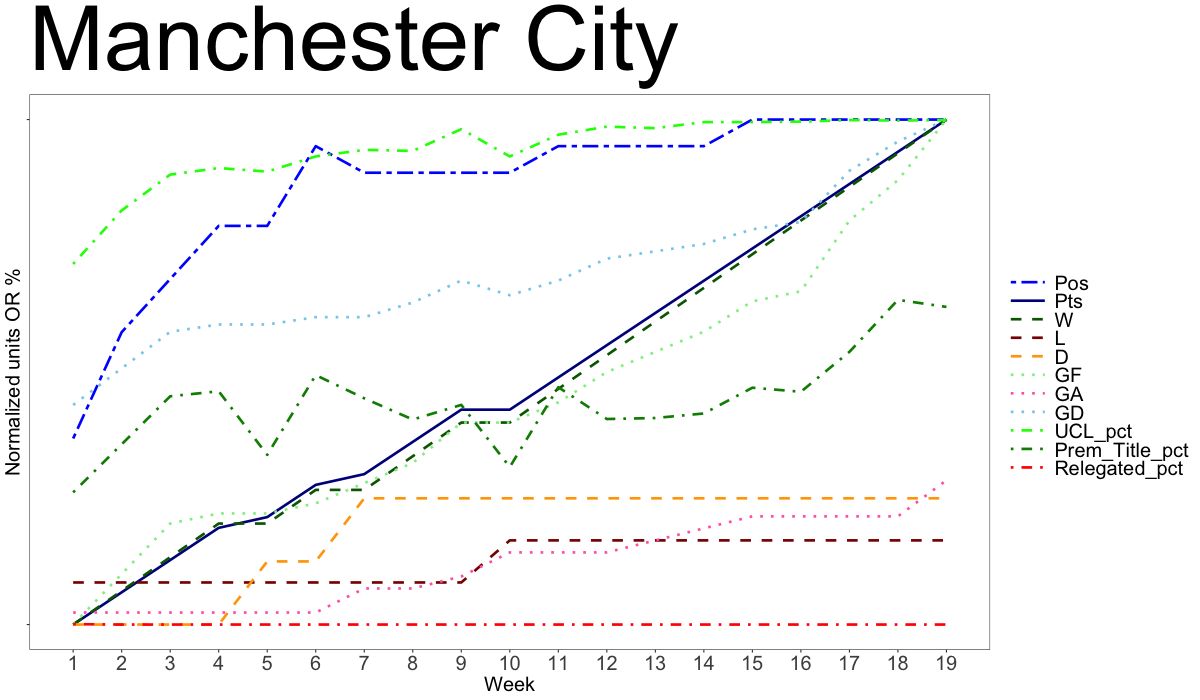 Manchester City
Normalized units OR %
Pos
Pts
W
L
D
GF
GA
GD
UCL_pct
Prem_Title_pct
Relegated_pct
1 2 3 4 5 6 7 8 9 10 11 12 13 14 15 16 17 18 19
Week